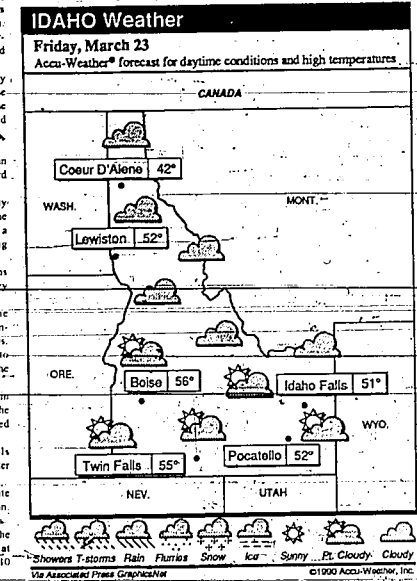 IDAHO Weather
Friday, March 23
Accu-Weather® forecast for daytime conditions and high temperatures
CANADA
Coeur D'Alene 42°
WASH.
MONT.
Lewiston 52°
ORE.
Boise 56°
Idaho Falls 51°
WYO.
Twin Falls 55°
Pocatello 52°
NEV.
UTAH
Showers T-storms Rain Flurries Snow Ice Sunny Pt. Cloudy Cloudy
Via Associated Press GraphicsNet
©1990 Accu-Weather, Inc.